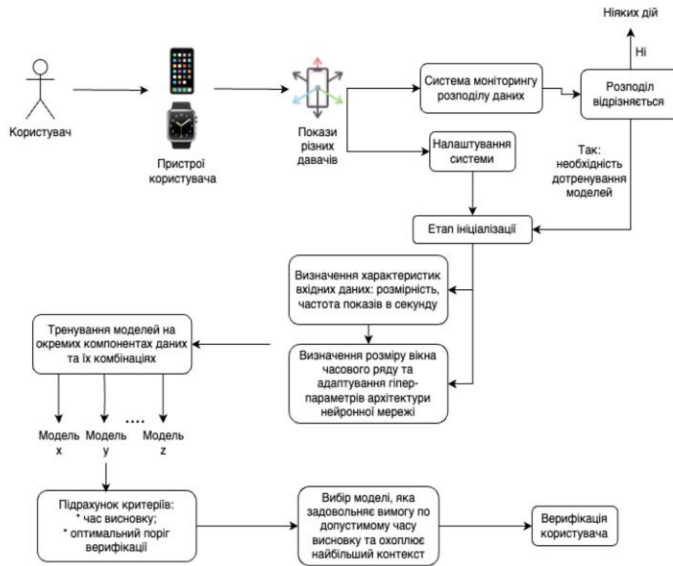 Ніяких дій
Ні
Користувач
Пристрої
користувача
Покази
різних
давачів
Система моніторингу
розподілу даних
Розподіл
відрізняється
Налаштування
системи
Так:
необхідність
дотренування
моделей
Етап ініціалізації
Визначення характеристик
вхідних даних: розмірність,
частота показів в секунду
Визначення розміру вікна
часового ряду та
адаптування гіпер-
параметрів архітектури
нейронної мережі
Тренування моделей на
окремих компонентах даних
та їх комбінаціях
Модель
x
Модель
y
....
Модель
z
Підрахунок критеріїв:
* час висновку;
* оптимальний поріг
верифікації
Вибір моделі, яка
задовольняє вимогу по
допустимому часу
висновку та охоплює
найбільший контекст
Верифікація
користувача